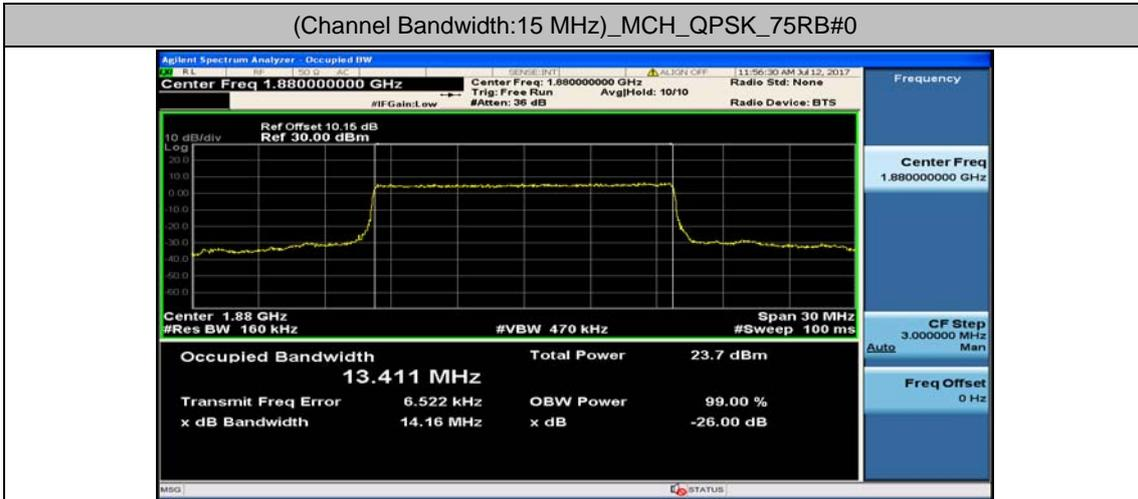 (Channel Bandwidth:15 MHz)_MCH_QPSK_75RB#0
Agilent Spectrum Analyzer - Occupied BW
RL RF 50 Ω AC SENSE:INT ALIGN OFF 11:56:30 AM Jul 12, 2017
Center Freq 1.880000000 GHz
Center Freq: 1.880000000 GHz
Radio Std: None
Trig: Free Run Avg|Hold: 10/10
#IFGain:Low #Atten: 36 dB Radio Device: BTS
Ref Offset 10.15 dB
10 dB/div Ref 30.00 dBm
Log
20.0
10.0
0.00
-10.0
-20.0
-30.0
-40.0
-50.0
-60.0
Center 1.88 GHz Span 30 MHz
#Res BW 160 kHz #VBW 470 kHz #Sweep 100 ms
Occupied Bandwidth Total Power 23.7 dBm
13.411 MHz
Transmit Freq Error 6.522 kHz OBW Power 99.00 %
x dB Bandwidth 14.16 MHz x dB -26.00 dB
MSG STATUS
Frequency
Center Freq
1.880000000 GHz
CF Step
3.000000 MHz
Auto Man
Freq Offset
0 Hz